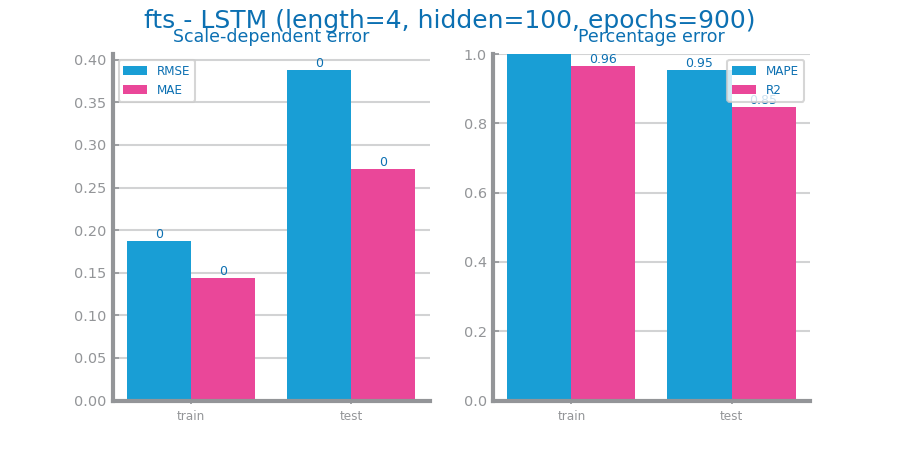 fts - LSTM (length=4, hidden=100, epochs=900)
Scale-dependent error
Percentage error
0.40
0.35
0.30
0.25
0.20
0.15
0.10
0.05
0.00
RMSE
MAE
0
0
0
0
train
test
1.0
0.8
0.6
0.4
0.2
0.0
0.96
0.95
0.85
MAPE
R2
train
test